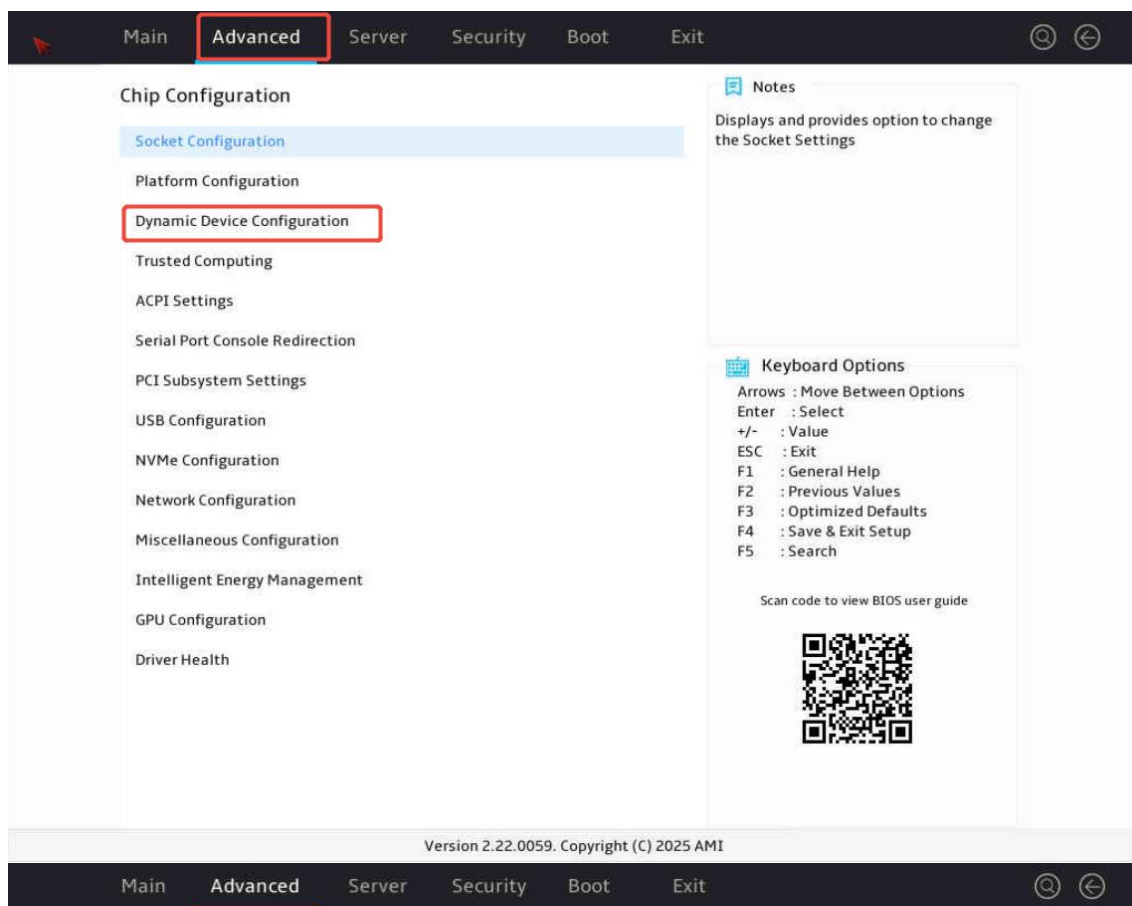 Main Advanced Server Security Boot Exit
Chip Configuration
Socket Configuration
Platform Configuration
Dynamic Device Configuration
Trusted Computing
ACPI Settings
Serial Port Console Redirection
PCI Subsystem Settings
USB Configuration
NVMe Configuration
Network Configuration
Miscellaneous Configuration
Intelligent Energy Management
GPU Configuration
Driver Health
Notes
Displays and provides option to change
the Socket Settings
Keyboard Options
Arrows : Move Between Options
Enter : Select
+/- : Value
ESC : Exit
F1 : General Help
F2 : Previous Values
F3 : Optimized Defaults
F4 : Save & Exit Setup
F5 : Search
Scan code to view BIOS user guide
Version 2.22.0059. Copyright (C) 2025 AMI
Main Advanced Server Security Boot Exit